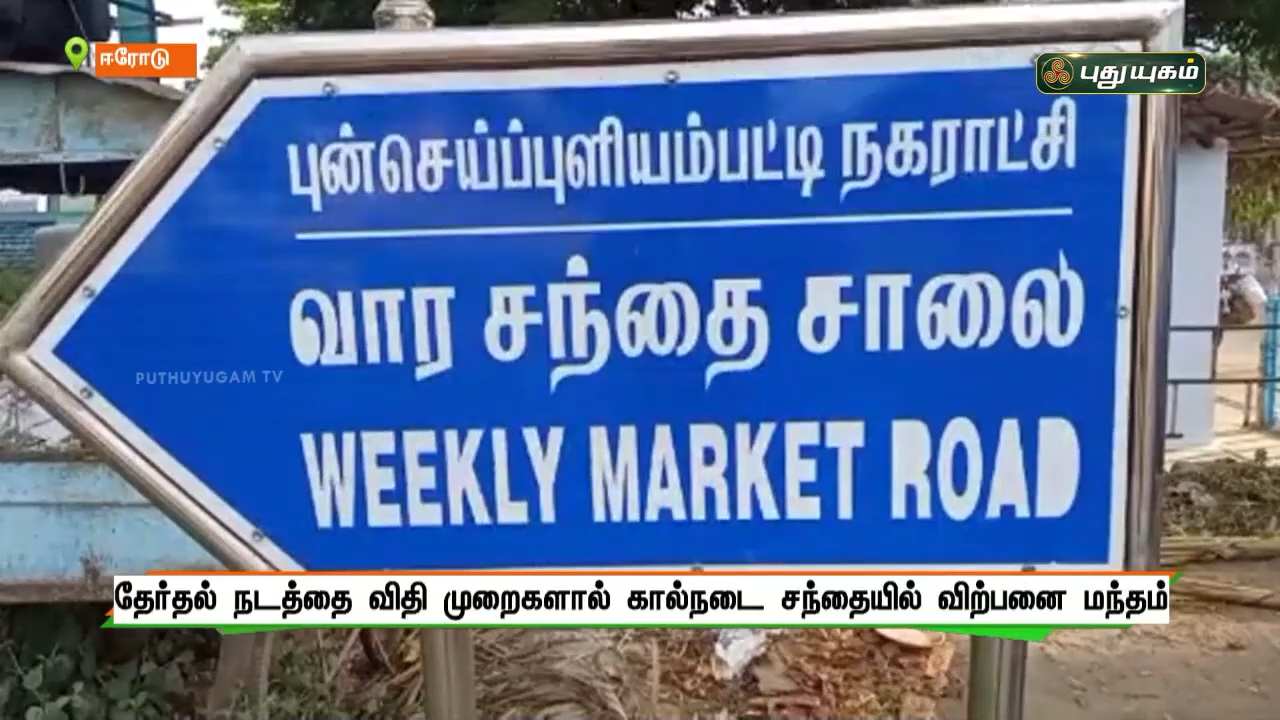 ஈரோடு
புதுயுகம்
புன்செய்ப்புளியம்பட்டி நகராட்சி
வார சந்தை சாலை
PUTHUYUGAM TV
WEEKLY MARKET ROAD
தேர்தல் நடத்தை விதி முறைகளால் கால்நடை சந்தையில் விற்பனை மந்தம்